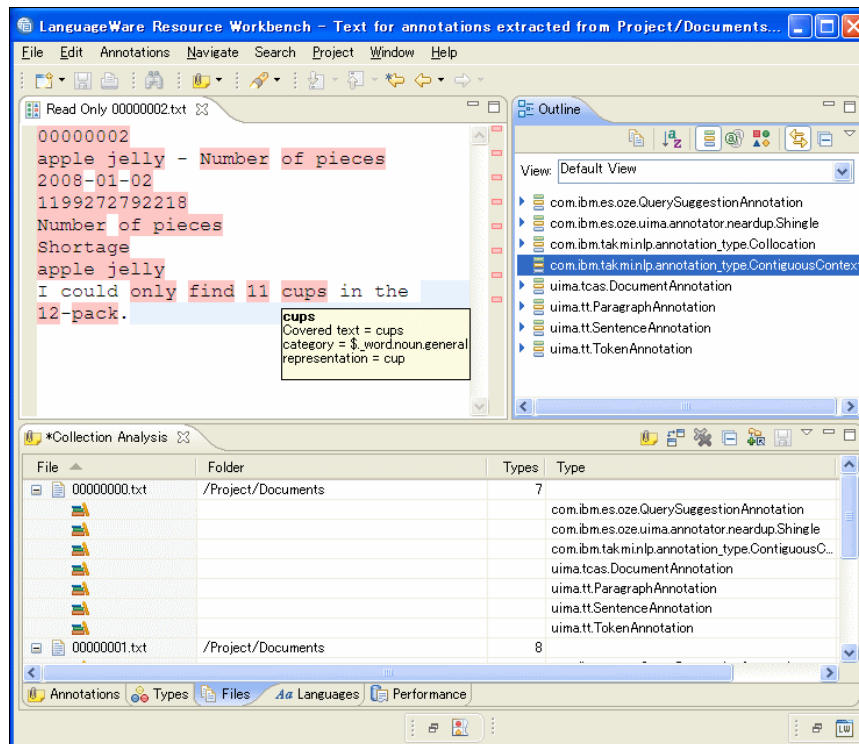 LanguageWare Resource Workbench - Text for annotations extracted from Project/Documents...
File Edit Annotations Navigate Search Project Window Help
Read Only 00000002.txt
00000002
apple jelly - Number of pieces
2008-01-02
1199272792218
Number of pieces
Shortage
apple jelly
I could only find 11 cups in the
12-pack.
cups
Covered text = cups
category = $._word.noun.general
representation = cup
Outline
View: Default View
com.ibm.es.oze.QuerySuggestionAnnotation
com.ibm.es.oze.uima.annotator.neardup.Shingle
com.ibm.takmi.nlp.annotation_type.Collocation
com.ibm.takmi.nlp.annotation_type.ContiguousContext
uima.tcas.DocumentAnnotation
uima.tt.ParagraphAnnotation
uima.tt.SentenceAnnotation
uima.tt.TokenAnnotation
*Collection Analysis
File Folder Types Type
00000000.txt /Project/Documents 7
com.ibm.es.oze.QuerySuggestionAnnotation
com.ibm.es.oze.uima.annotator.neardup.Shingle
com.ibm.takmi.nlp.annotation_type.ContiguousC...
uima.tcas.DocumentAnnotation
uima.tt.ParagraphAnnotation
uima.tt.SentenceAnnotation
uima.tt.TokenAnnotation
00000001.txt /Project/Documents 8
Annotations Types Files Aa Languages Performance
LW